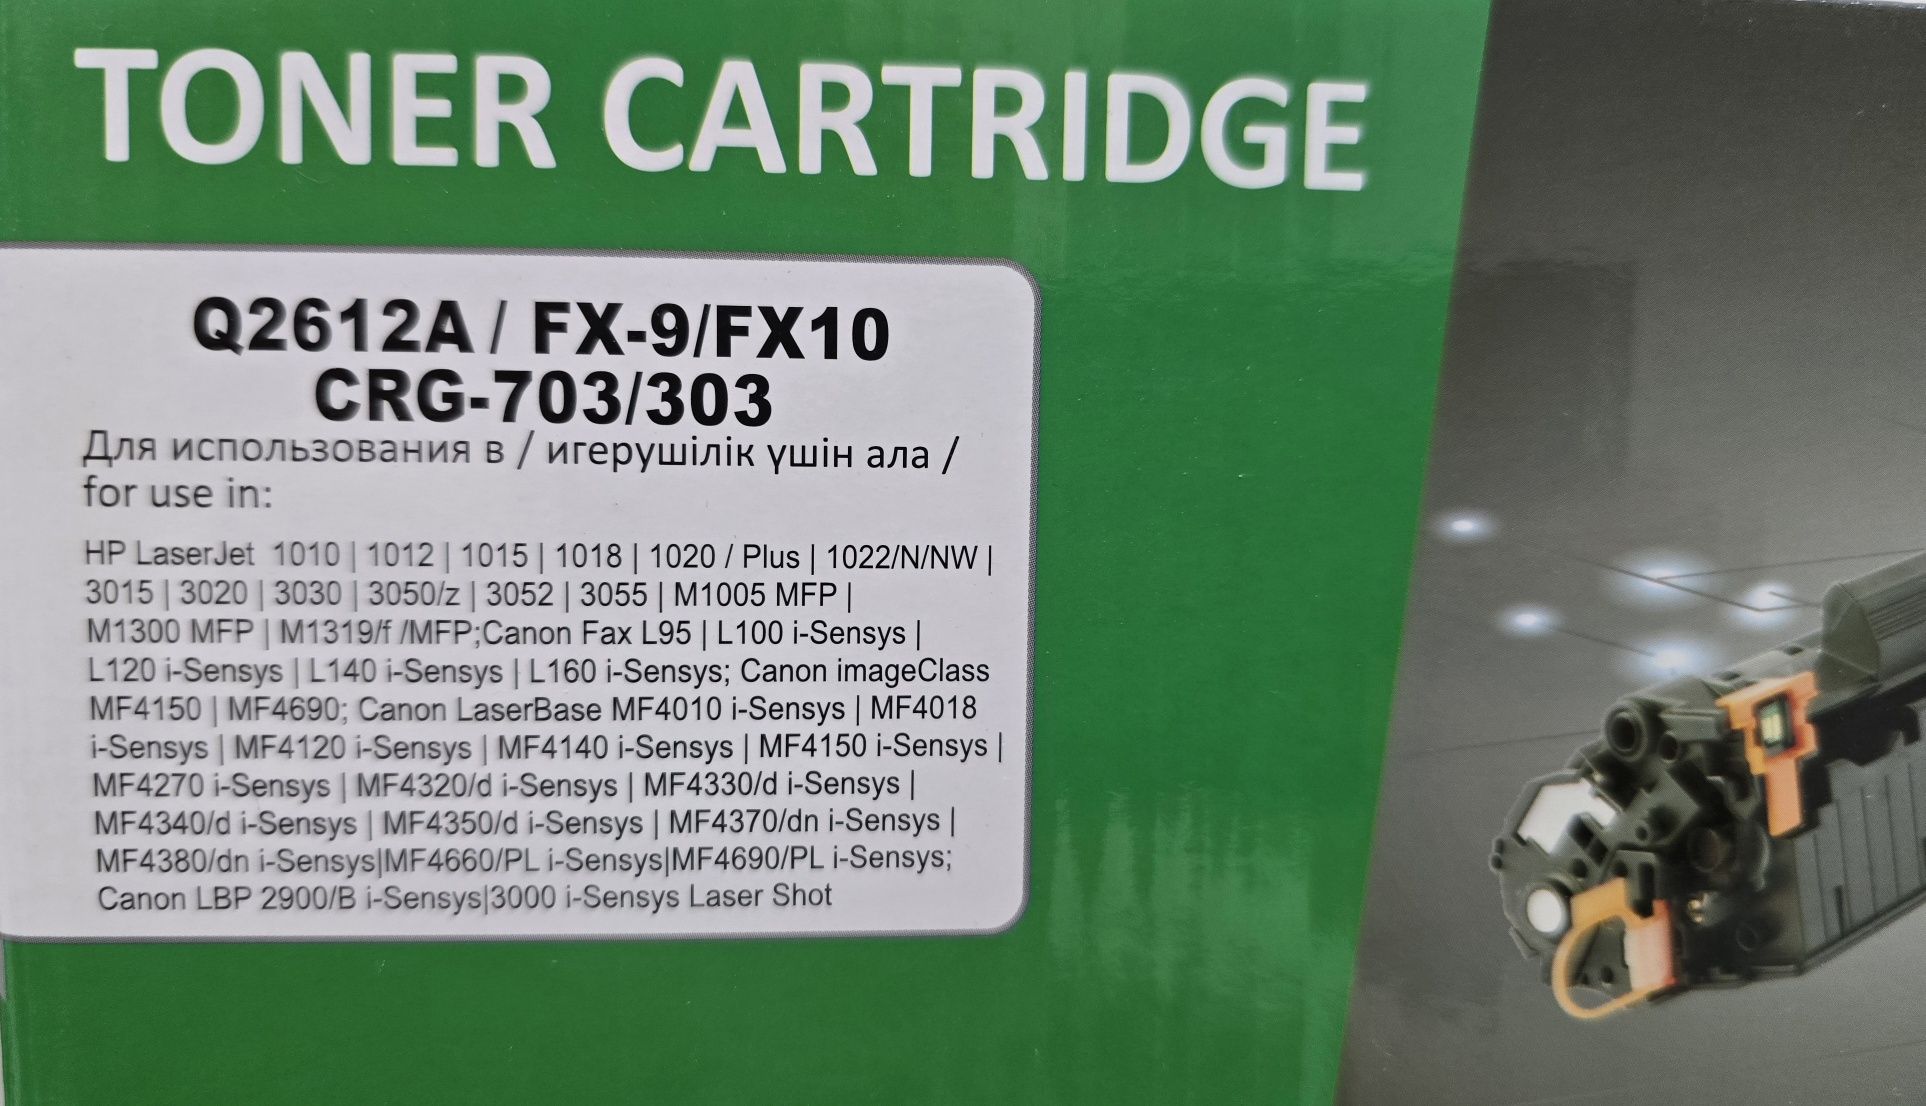 TONER CARTRIDGE
Q2612A / FX-9/FX10
CRG-703/303
Для использования в / игерушілік үшін ала /
for use in:
HP LaserJet 1010 | 1012 | 1015 | 1018 | 1020 / Plus | 1022/N/NW |
3015 | 3020 | 3030 | 3050/z | 3052 | 3055 | M1005 MFP |
M1300 MFP | M1319/f /MFP;Canon Fax L95 | L100 i-Sensys |
L120 i-Sensys | L140 i-Sensys | L160 i-Sensys; Canon imageClass
MF4150 | MF4690; Canon LaserBase MF4010 i-Sensys | MF4018
i-Sensys | MF4120 i-Sensys | MF4140 i-Sensys | MF4150 i-Sensys |
MF4270 i-Sensys | MF4320/d i-Sensys | MF4330/d i-Sensys |
MF4340/d i-Sensys | MF4350/d i-Sensys | MF4370/dn i-Sensys |
MF4380/dn i-Sensys|MF4660/PL i-Sensys|MF4690/PL i-Sensys;
Canon LBP 2900/B i-Sensys|3000 i-Sensys Laser Shot